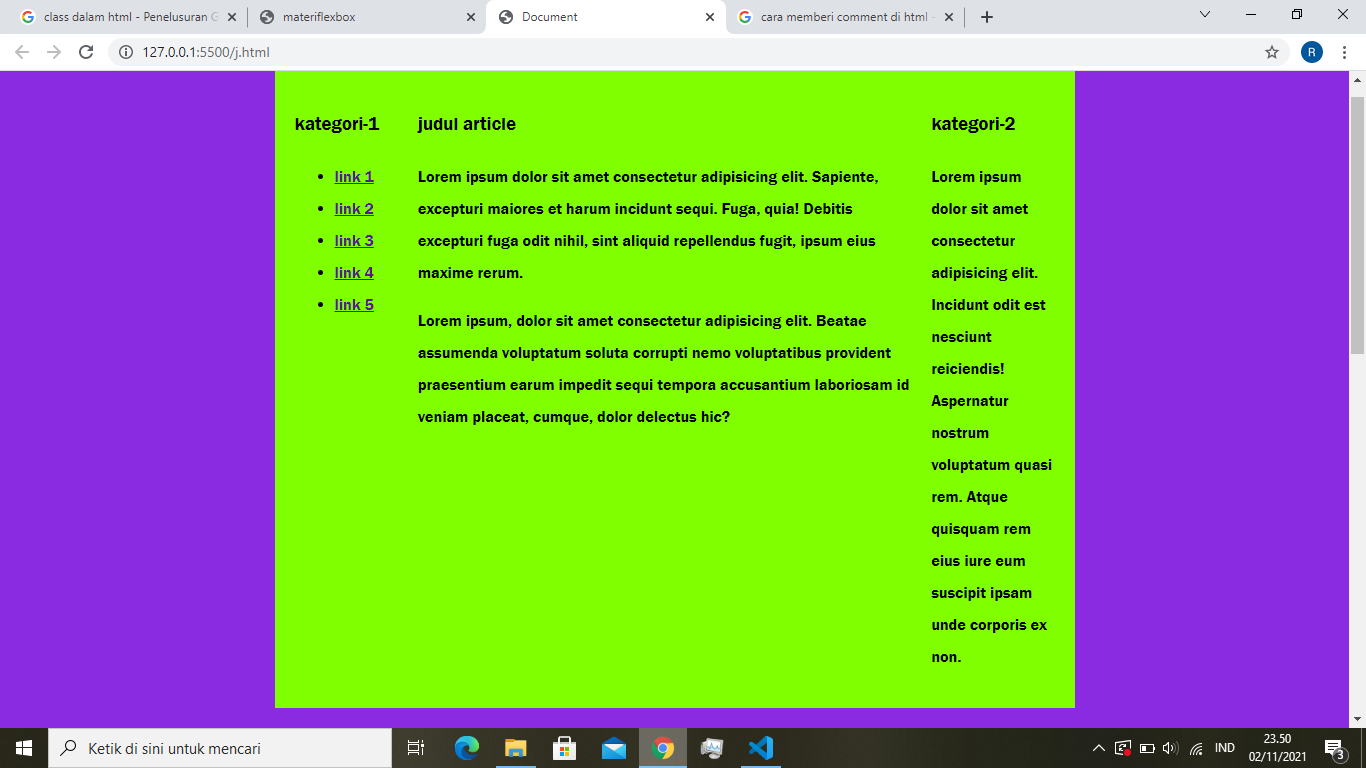 class dalam html - Penelusuran G
materiflexbox
Document
cara memberi comment di html -
127.0.0.1:5500/j.html
R
kategori-1
link 1
link 2
link 3
link 4
link 5
judul article
Lorem ipsum dolor sit amet consectetur adipisicing elit. Sapiente,
excepturi maiores et harum incidunt sequi. Fuga, quia! Debitis
excepturi fuga odit nihil, sint aliquid repellendus fugit, ipsum eius
maxime rerum.
Lorem ipsum, dolor sit amet consectetur adipisicing elit. Beatae
assumenda voluptatum soluta corrupti nemo voluptatibus provident
praesentium earum impedit sequi tempora accusantium laboriosam id
veniam placeat, cumque, dolor delectus hic?
kategori-2
Lorem ipsum
dolor sit amet
consectetur
adipisicing elit.
Incidunt odit est
nesciunt
reiciendis!
Aspernatur
nostrum
voluptatum quasi
rem. Atque
quisquam rem
eius iure eum
suscipit ipsam
unde corporis ex
non.
Ketik di sini untuk mencari
IND
23.50
02/11/2021
3